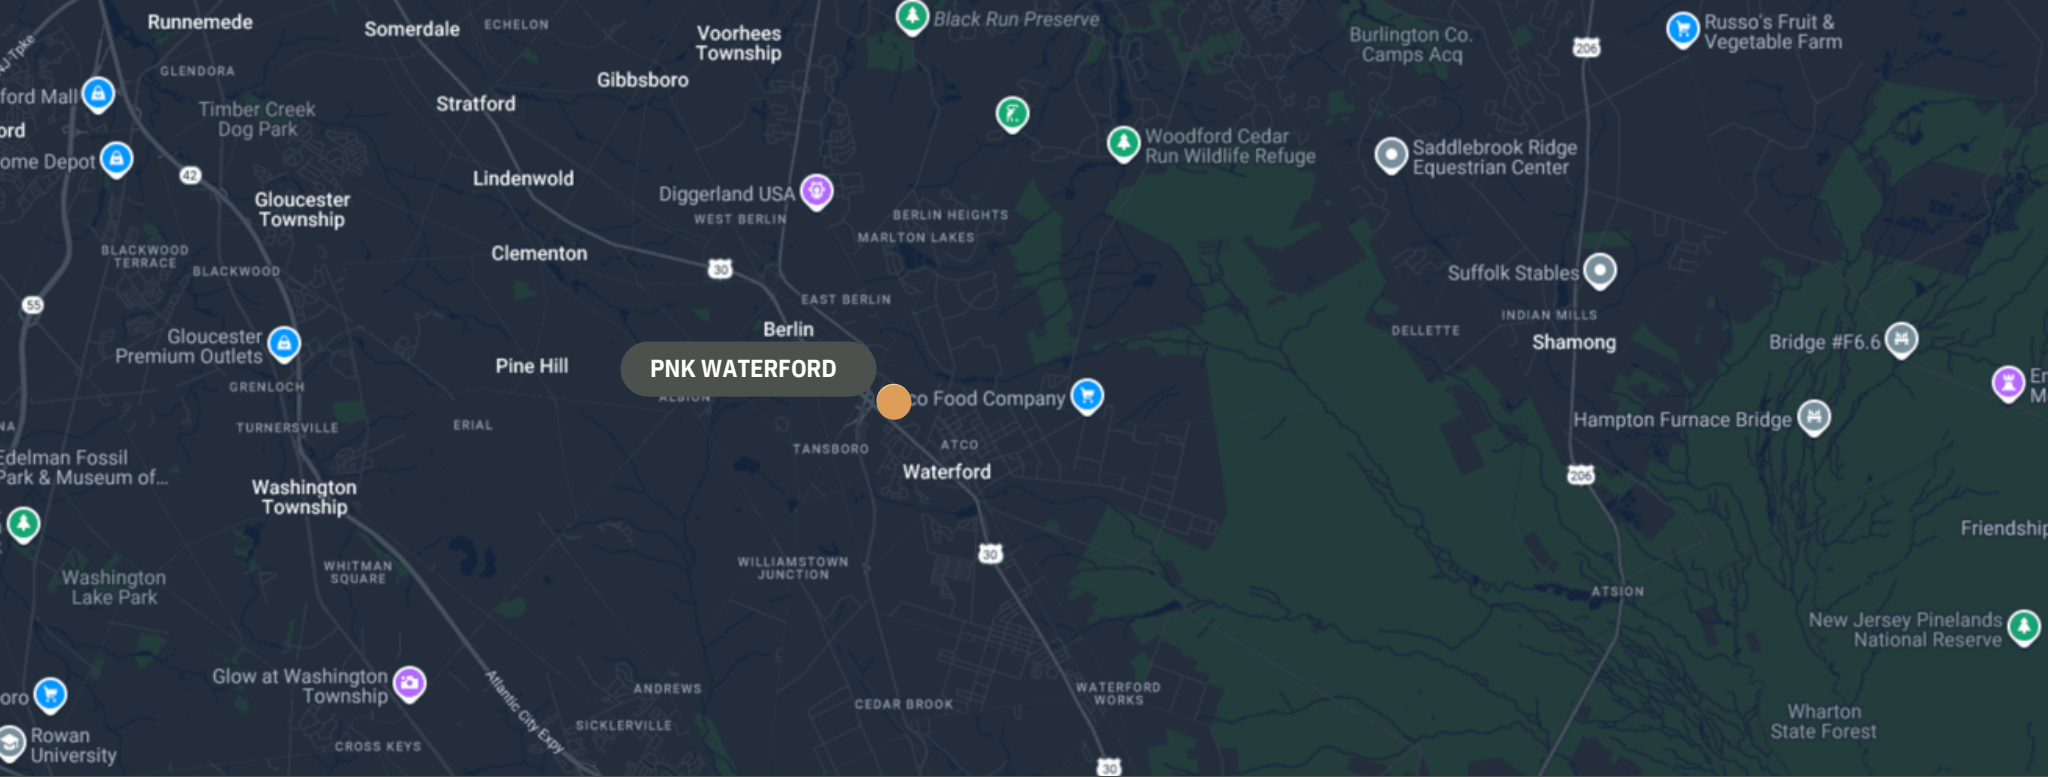 Runnemede
Somerdale
ECHELON
Voorhees
Township
Black Run Preserve
Burlington Co.
Camps Acq
206
Russo's Fruit &
Vegetable Farm
NJ-Tpke
GLENDORA
Gibbsboro
ford Mall
Timber Creek
Dog Park
Stratford
ord
ome Depot
42
Woodford Cedar
Run Wildlife Refuge
Saddlebrook Ridge
Equestrian Center
Lindenwold
Diggerland USA
WEST BERLIN
Gloucester
Township
BERLIN HEIGHTS
MARLTON LAKES
BLACKWOOD
TERRACE
BLACKWOOD
Clementon
30
Suffolk Stables
55
EAST BERLIN
INDIAN MILLS
DELLETTE
Berlin
Shamong
Bridge #F6.6
Gloucester
Premium Outlets
Pine Hill
PNK WATERFORD
GRENLOCH
ALBION
co Food Company
Er
M
Hampton Furnace Bridge
NA
TURNERSVILLE
ERIAL
TANSBORO
ATCO
Waterford
206
Edelman Fossil
Park & Museum of...
Washington
Township
Friendship
30
WHITMAN
SQUARE
WILLIAMSTOWN
JUNCTION
Washington
Lake Park
ATSION
New Jersey Pinelands
National Reserve
Glow at Washington
Township
Atlantic City Expy
ANDREWS
WATERFORD
WORKS
oro
CEDAR BROOK
SICKLERVILLE
Wharton
State Forest
Rowan
University
CROSS KEYS
30